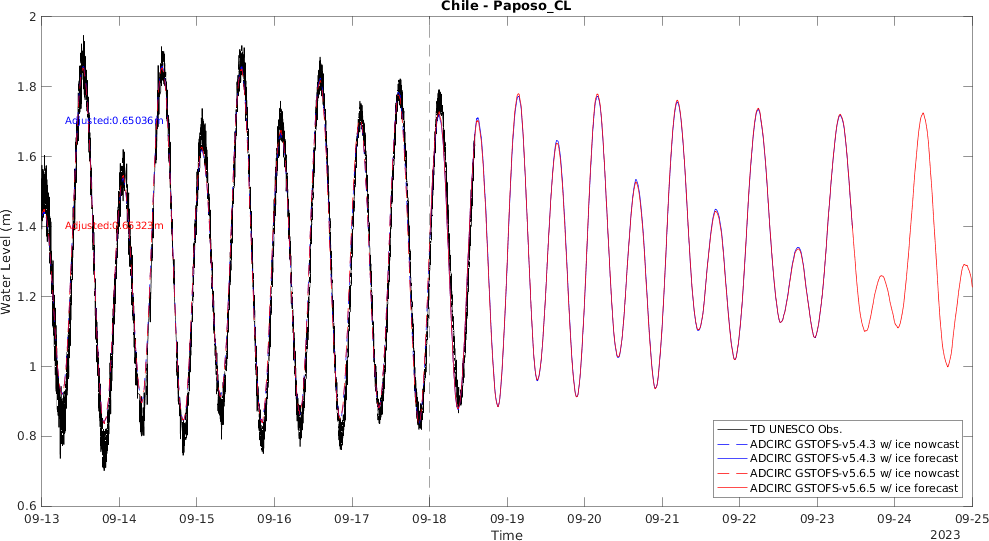 Chile - Paposo_CL
2
1.8
1.6
1.4
1.2
1
0.8
0.6
Water Level (m)
Adjusted:0.65036m
Adjusted:0.65323m
TD UNESCO Obs.
ADCIRC GSTOFS-v5.4.3 w/ ice nowcast
ADCIRC GSTOFS-v5.4.3 w/ ice forecast
ADCIRC GSTOFS-v5.6.5 w/ ice nowcast
ADCIRC GSTOFS-v5.6.5 w/ ice forecast
09-13 09-14 09-15 09-16 09-17 09-18 09-19 09-20 09-21 09-22 09-23 09-24 09-25
Time
2023